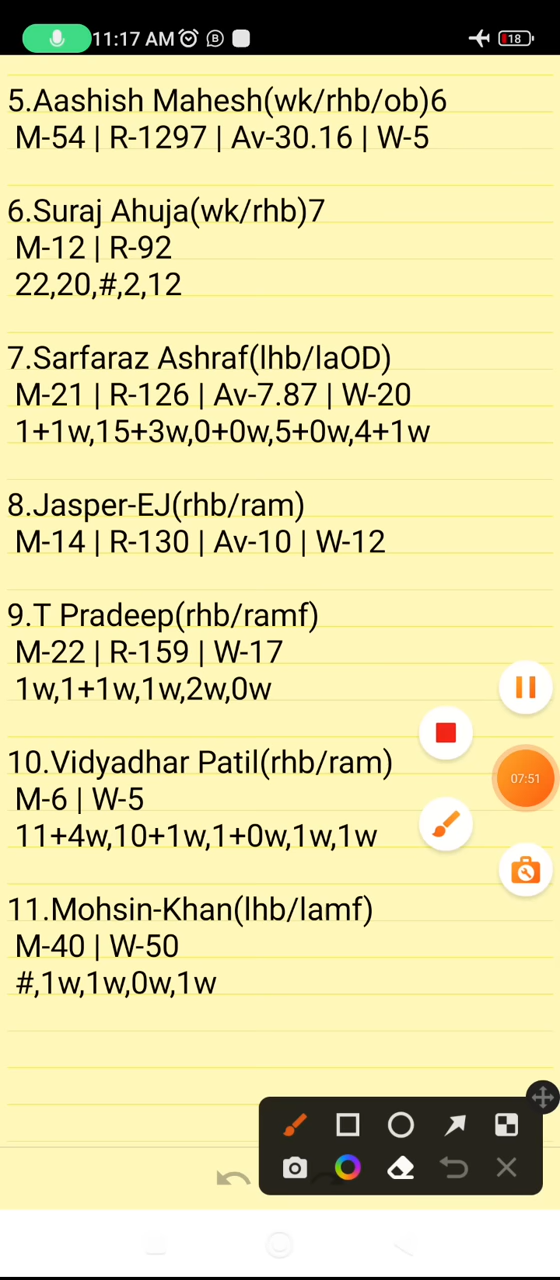 11:17 AM B 18
5.Aashish Mahesh(wk/rhb/ob)6
M-54 | R-1297 | Av-30.16 | W-5
6.Suraj Ahuja(wk/rhb)7
M-12 | R-92
22,20,#,2,12
7.Sarfaraz Ashraf(lhb/laOD)
M-21 | R-126 | Av-7.87 | W-20
1+1w,15+3w,0+0w,5+0w,4+1w
8.Jasper-EJ(rhb/ram)
M-14 | R-130 | Av-10 | W-12
9.T Pradeep(rhb/ramf)
M-22 | R-159 | W-17
1w,1+1w,1w,2w,0w
10.Vidyadhar Patil(rhb/ram)
07:51
M-6 | W-5
11+4w,10+1w,1+0w,1w,1w
11.Mohsin-Khan(lhb/lamf)
M-40 | W-50
#,1w,1w,0w,1w